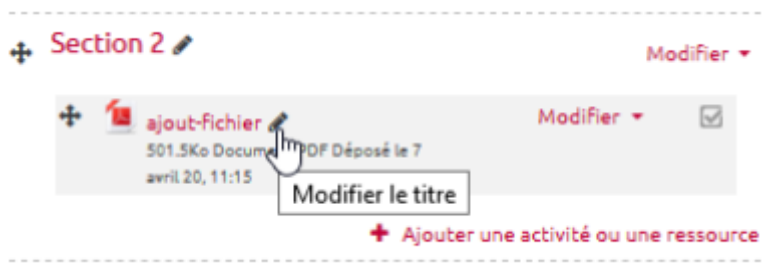 Section 2
Modifier
ajout-fichier
Modifier
501.5Ko Docume PDF Déposé le 7
avril 20, 11:15
Modifier le titre
Ajouter une activité ou une ressource